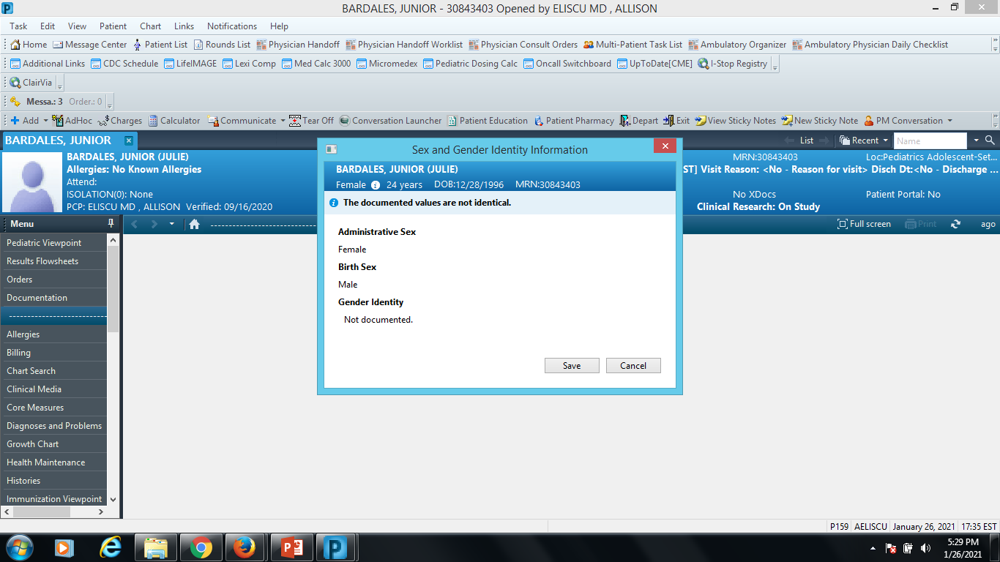 BARDALES, JUNIOR - 30843403 Opened by ELISCU MD , ALLISON
Task Edit View Patient Chart Links Notifications Help
Home Message Center Patient List Rounds List Physician Handoff Physician Handoff Worklist Physician Consult Orders Multi-Patient Task List Ambulatory Organizer Ambulatory Physician Daily Checklist
Additional Links CDC Schedule LifeIMAGE Lexi Comp Med Calc 3000 Micromedex Pediatric Dosing Calc Oncall Switchboard UpToDate[CME] I-Stop Registry
ClairVia
Messa.: 3 Order.: 0
Add AdHoc Charges Calculator Communicate Tear Off Conversation Launcher Patient Education Patient Pharmacy Depart Exit View Sticky Notes New Sticky Note PM Conversation
BARDALES, JUNIOR
List Recent Name
BARDALES, JUNIOR (JULIE)
Allergies: No Known Allergies
Attend:
ISOLATION(0): None
PCP: ELISCU MD , ALLISON Verified: 09/16/2020
MRN:30843403 Loc:Pediatrics Adolescent-Set...
ST] Visit Reason: <No - Reason for visit> Disch Dt:<No - Discharge ...
No XDocs Patient Portal: No
Clinical Research: On Study
Menu
Full screen Print ago
Pediatric Viewpoint
Results Flowsheets
Orders
Documentation
Allergies
Billing
Chart Search
Clinical Media
Core Measures
Diagnoses and Problems
Growth Chart
Health Maintenance
Histories
Immunization Viewpoint
Sex and Gender Identity Information
BARDALES, JUNIOR (JULIE)
Female 24 years DOB:12/28/1996 MRN:30843403
The documented values are not identical.
Administrative Sex
Female
Birth Sex
Male
Gender Identity
Not documented.
Save Cancel
P159 AELISCU January 26, 2021 17:35 EST
5:29 PM
1/26/2021